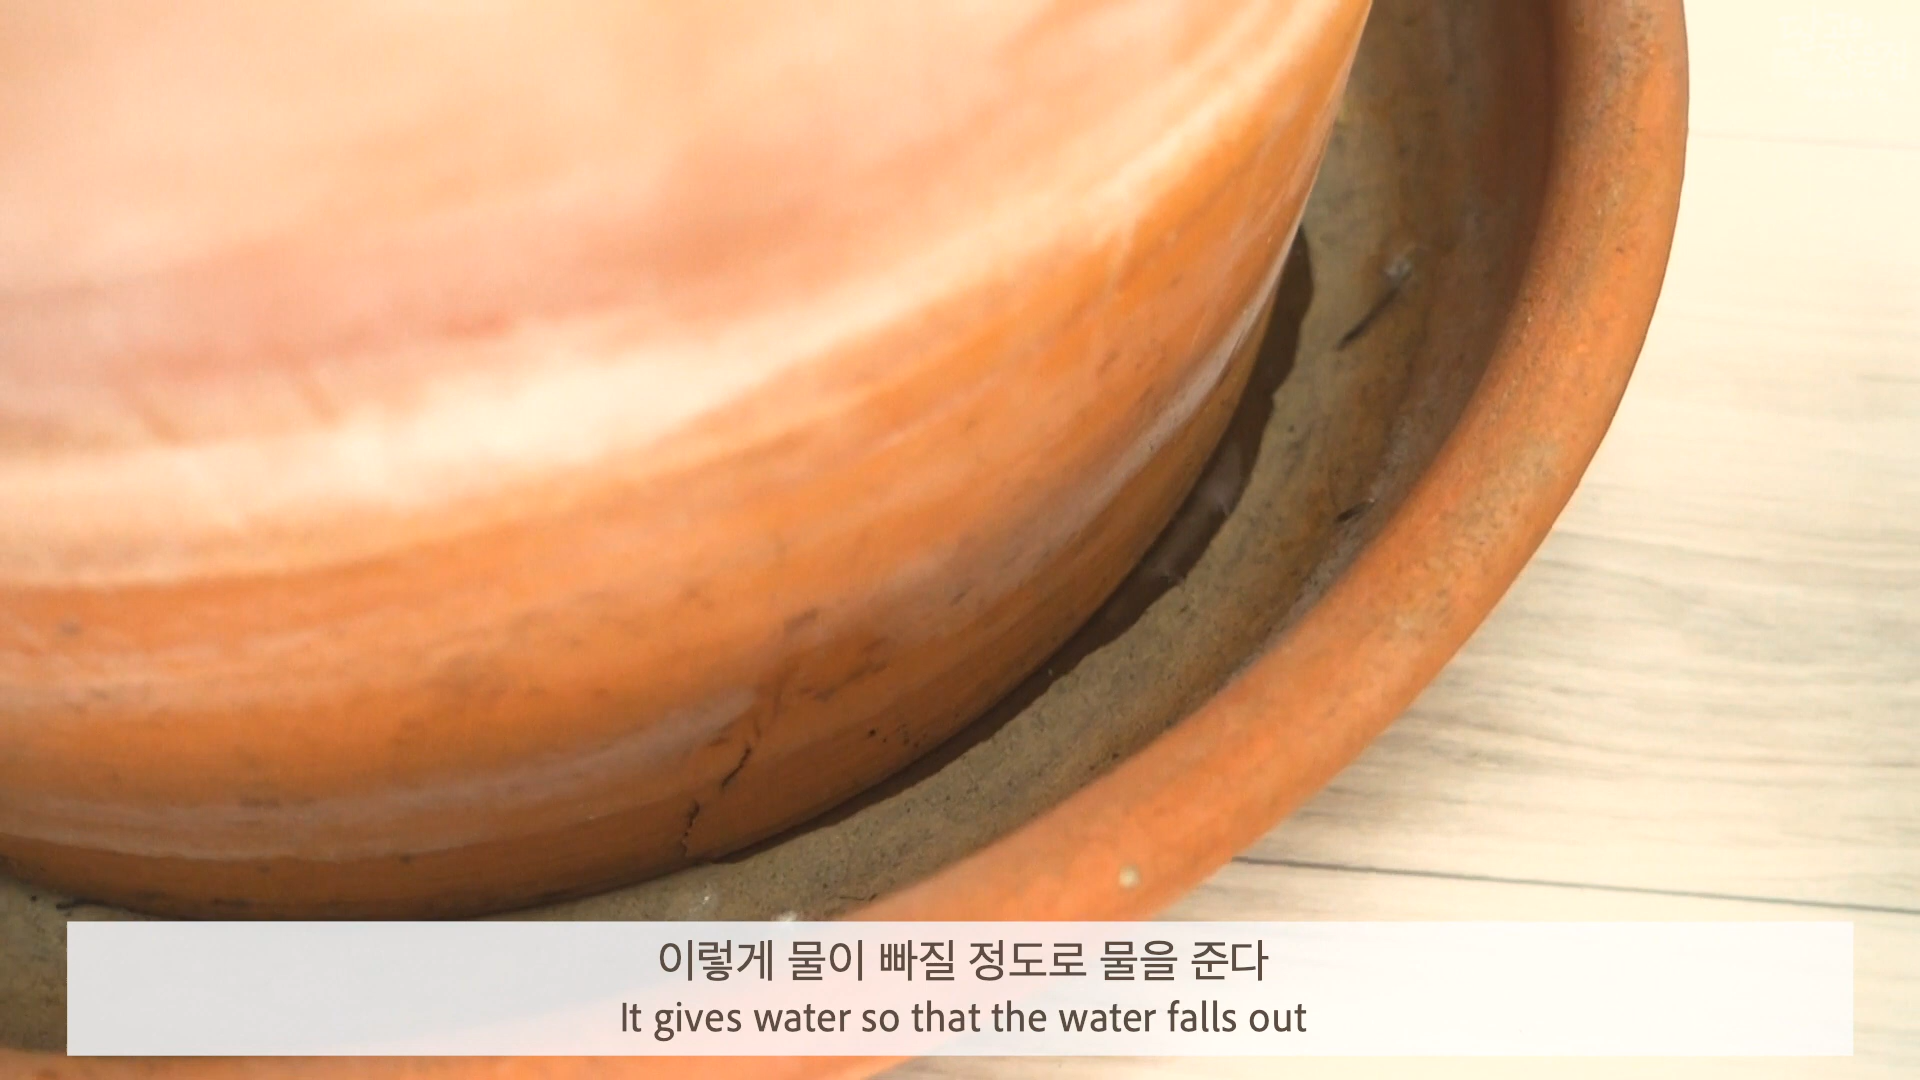 이렇게 물이 빠질 정도로 물을 준다
It gives water so that the water falls out